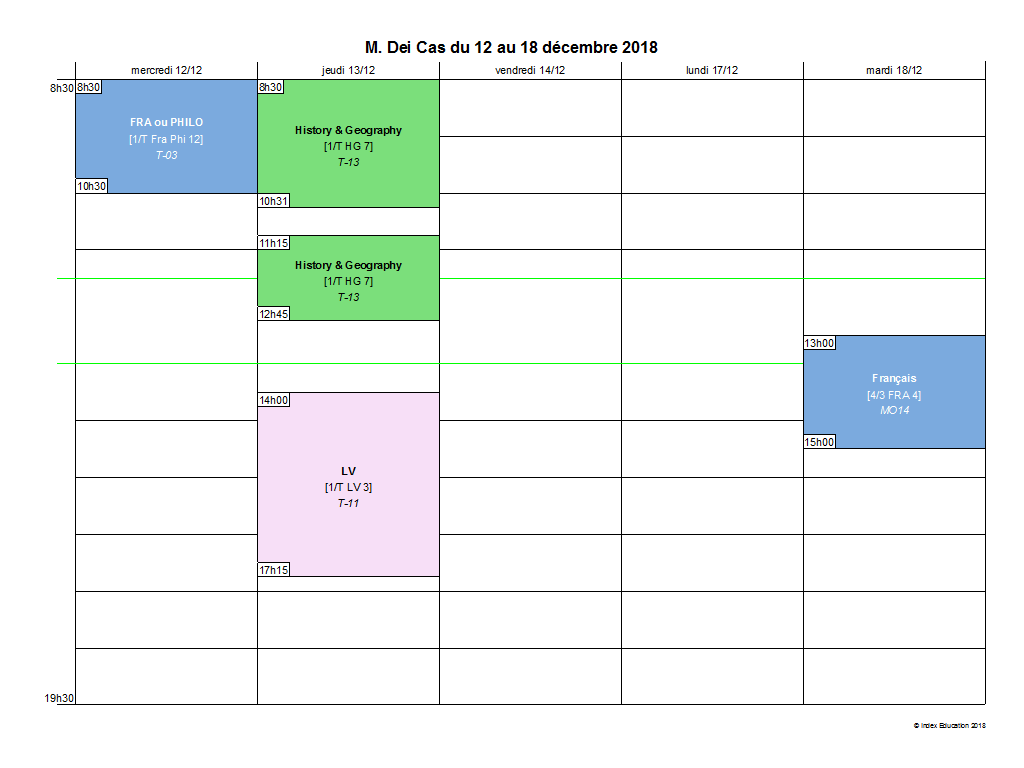 M. Dei Cas du 12 au 18 décembre 2018
mercredi 12/12
jeudi 13/12
vendredi 14/12
lundi 17/12
mardi 18/12
8h30
8h30
FRA ou PHILO
[1/T Fra Phi 12]
T-03
10h30
8h30
History & Geography
[1/T HG 7]
T-13
10h31
11h15
History & Geography
[1/T HG 7]
T-13
12h45
14h00
LV
[1/T LV 3]
T-11
17h15
13h00
Français
[4/3 FRA 4]
MO14
15h00
19h30
© Index Education 2018